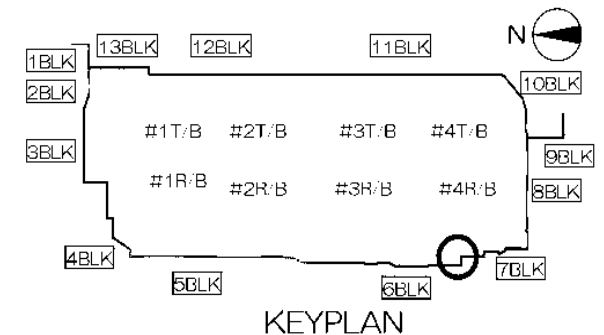 N
13BLK 12BLK 11BLK
1BLK
10BLK
2BLK
#1T/B #2T/B #3T/B #4T/B
3BLK
9BLK
#1R/B #2R/B #3R/B #4R/B
8BLK
4BLK
7BLK
5BLK
6BLK
KEYPLAN